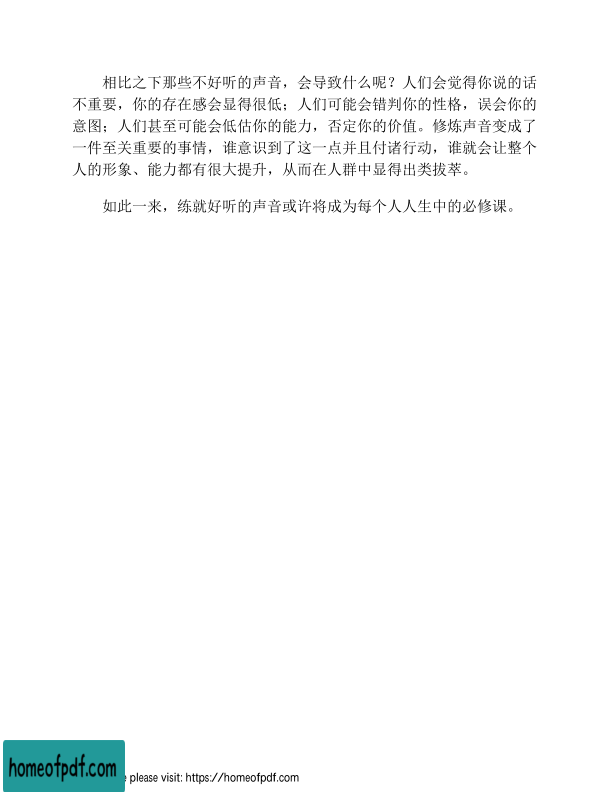 相比之下那些不好听的声音，会导致什么呢？人们会觉得你说的话
不重要，你的存在感会显得很低；人们可能会错判你的性格，误会你的
意图；人们甚至可能会低估你的能力，否定你的价值。修炼声音变成了
一件至关重要的事情，谁意识到了这一点并且付诸行动，谁就会让整个
人的形象、能力都有很大提升，从而在人群中显得出类拔萃。
如此一来，练就好听的声音或许将成为每个人人生中的必修课。
homeofpdf.com
please visit: https://homeofpdf.com